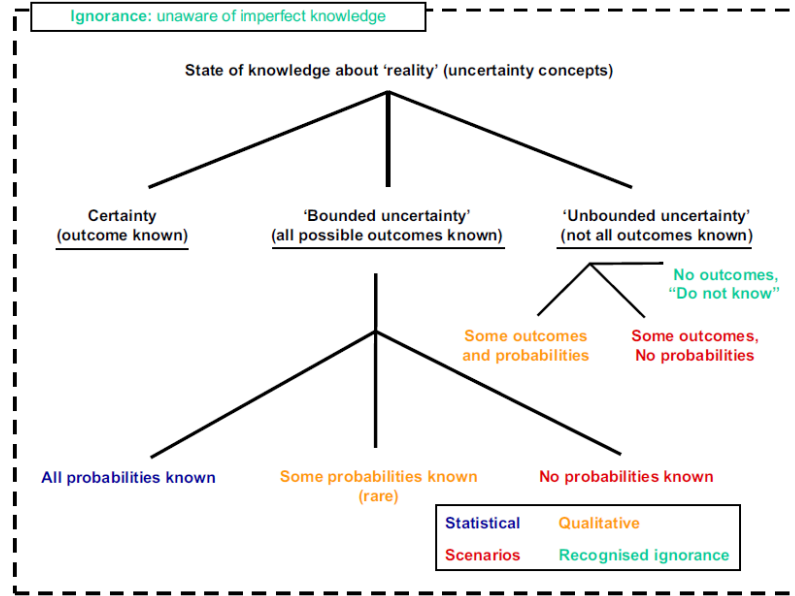 Ignorance: unaware of imperfect knowledge
State of knowledge about ‘reality’ (uncertainty concepts)
Certainty
(outcome known)
‘Bounded uncertainty’
(all possible outcomes known)
‘Unbounded uncertainty’
(not all outcomes known)
No outcomes,
“Do not know”
Some outcomes
and probabilities
Some outcomes,
No probabilities
All probabilities known
Some probabilities known
(rare)
No probabilities known
Statistical
Qualitative
Scenarios
Recognised ignorance